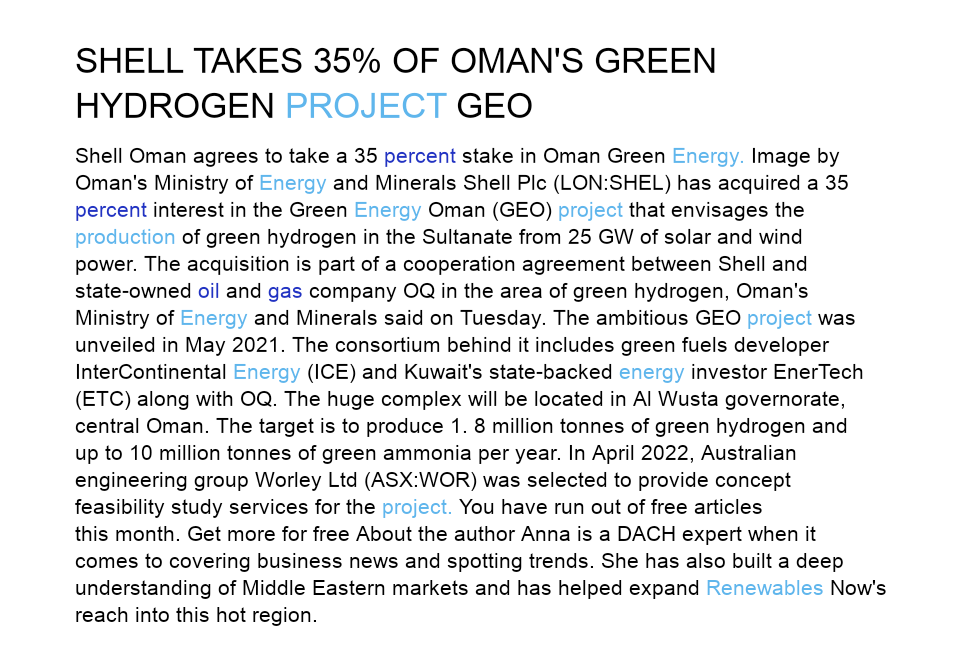 SHELL TAKES 35% OF OMAN'S GREEN
HYDROGEN PROJECT GEO
Shell Oman agrees to take a 35 percent stake in Oman Green Energy. Image by
Oman's Ministry of Energy and Minerals Shell Plc (LON:SHEL) has acquired a 35
percent interest in the Green Energy Oman (GEO) project that envisages the
production of green hydrogen in the Sultanate from 25 GW of solar and wind
power. The acquisition is part of a cooperation agreement between Shell and
state-owned oil and gas company OQ in the area of green hydrogen, Oman's
Ministry of Energy and Minerals said on Tuesday. The ambitious GEO project was
unveiled in May 2021. The consortium behind it includes green fuels developer
InterContinental Energy (ICE) and Kuwait's state-backed energy investor EnerTech
(ETC) along with OQ. The huge complex will be located in Al Wusta governorate,
central Oman. The target is to produce 1. 8 million tonnes of green hydrogen and
up to 10 million tonnes of green ammonia per year. In April 2022, Australian
engineering group Worley Ltd (ASX:WOR) was selected to provide concept
feasibility study services for the project. You have run out of free articles
this month. Get more for free About the author Anna is a DACH expert when it
comes to covering business news and spotting trends. She has also built a deep
understanding of Middle Eastern markets and has helped expand Renewables Now's
reach into this hot region.